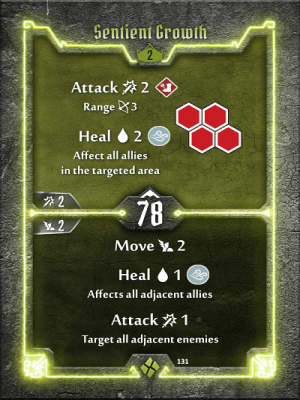 Sentient Growth
2
Attack 2
Range 3
Heal 2
Affect all allies
in the targeted area
2
78
2
Move 2
Heal 1
Affects all adjacent allies
Attack 1
Target all adjacent enemies
131